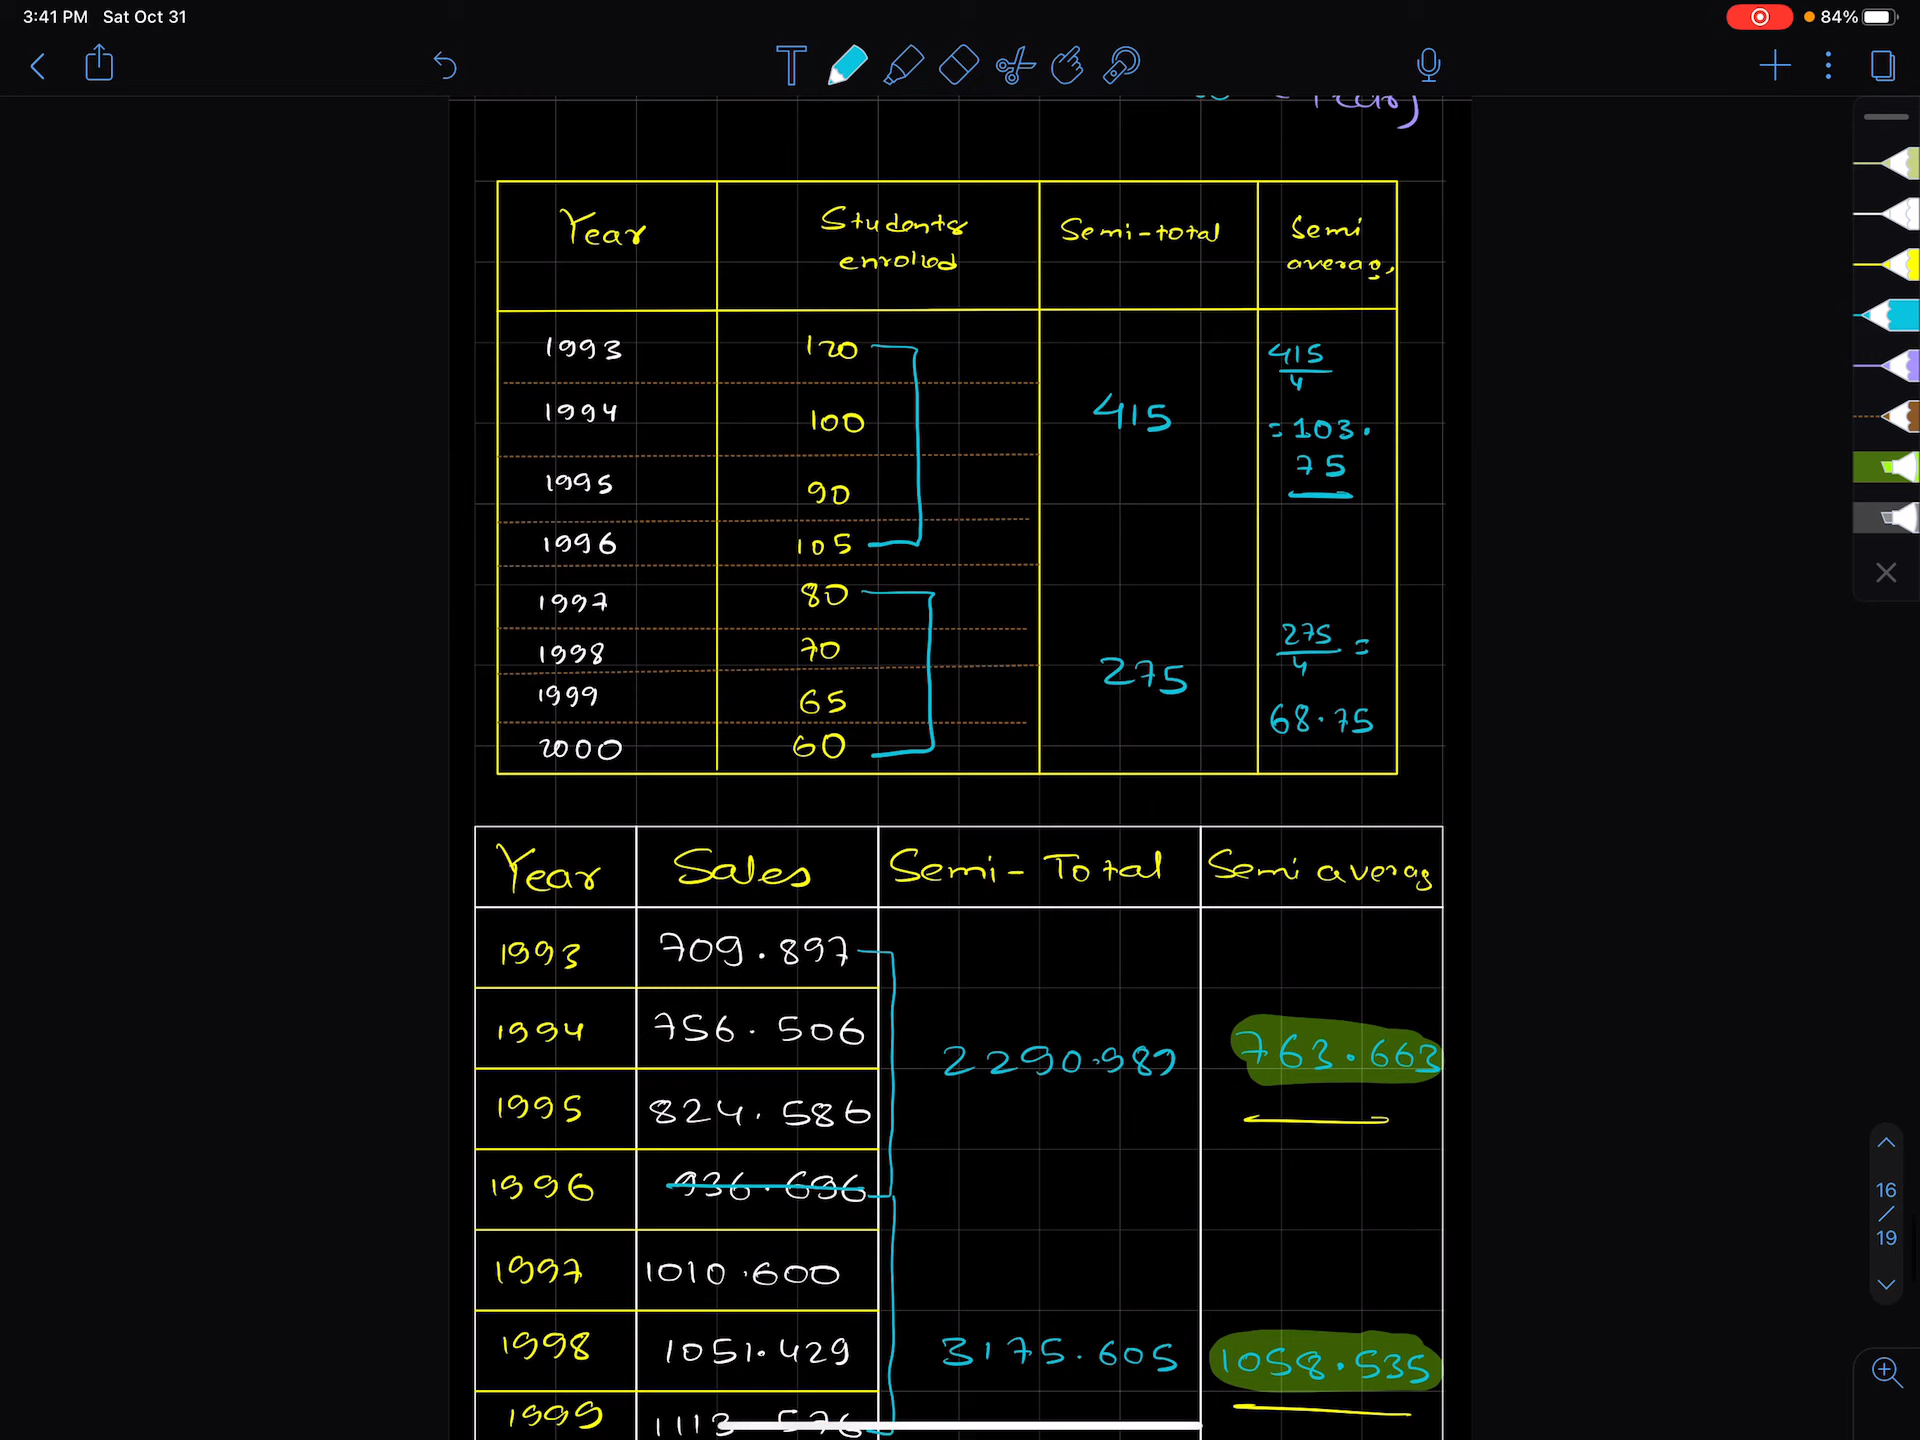 3:41 PM Sat Oct 31
84%
Year Students enrolled Semi-total Semi averag,
1993 120
415/4
1994 100 415
=103.
75
1995 90
1996 105
1997 80
275/4 =
1998 70 275
1999 65
68.75
2000 60
Year Sales Semi-Total Semi averag
1993 709.897
1994 756.506 2290.989 763.663
1995 824.586
1996 936.696
1997 1010.600
1998 1051.429 3175.605 1058.535
1999 1113.576
16
/
19